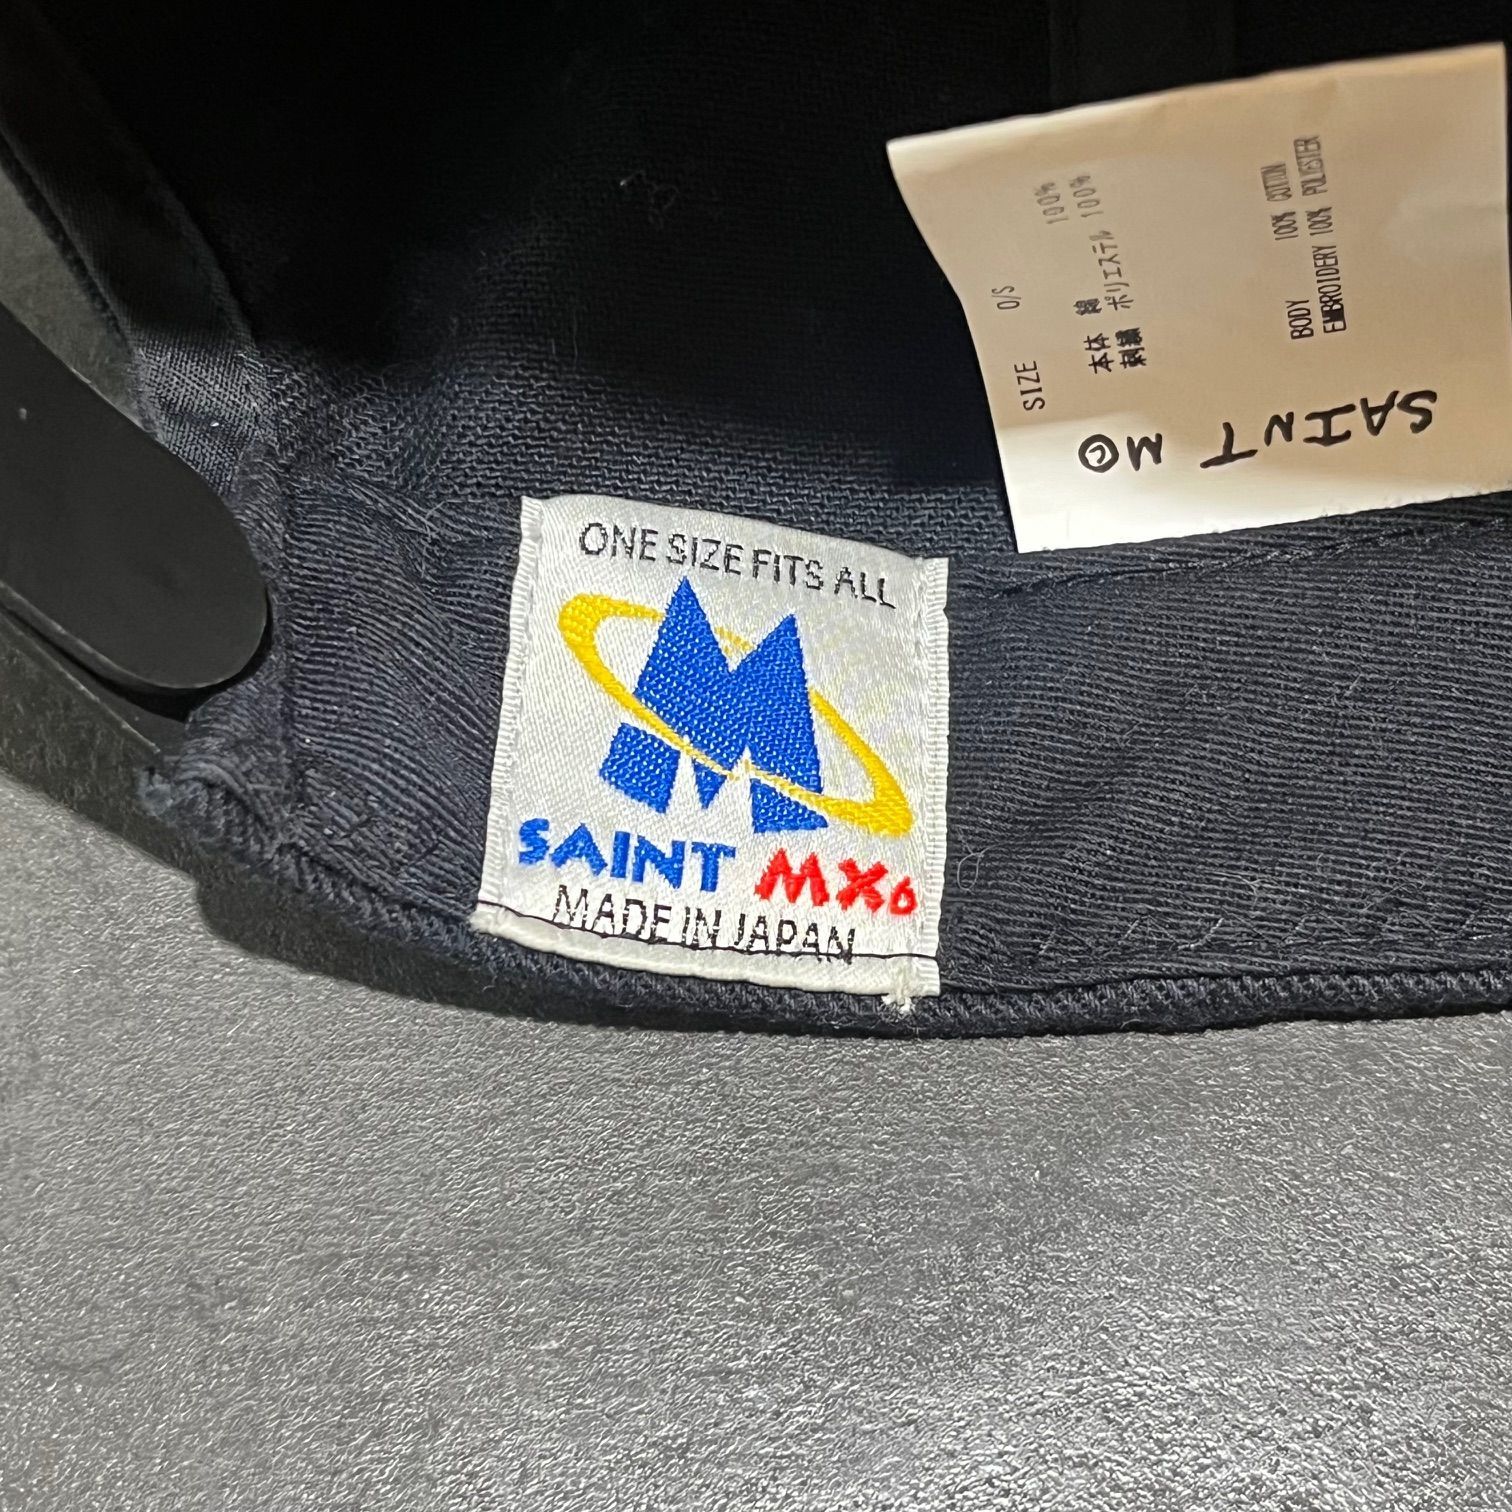 ONE SIZE FITS ALL
M
SAINT MX6
MADE IN JAPAN
SIZE O/S
本体 綿 100%
刺繍 ポリエステル 100%
BODY 100% COTTON
EMBROIDERY 100% POLYESTER
SAINT M©